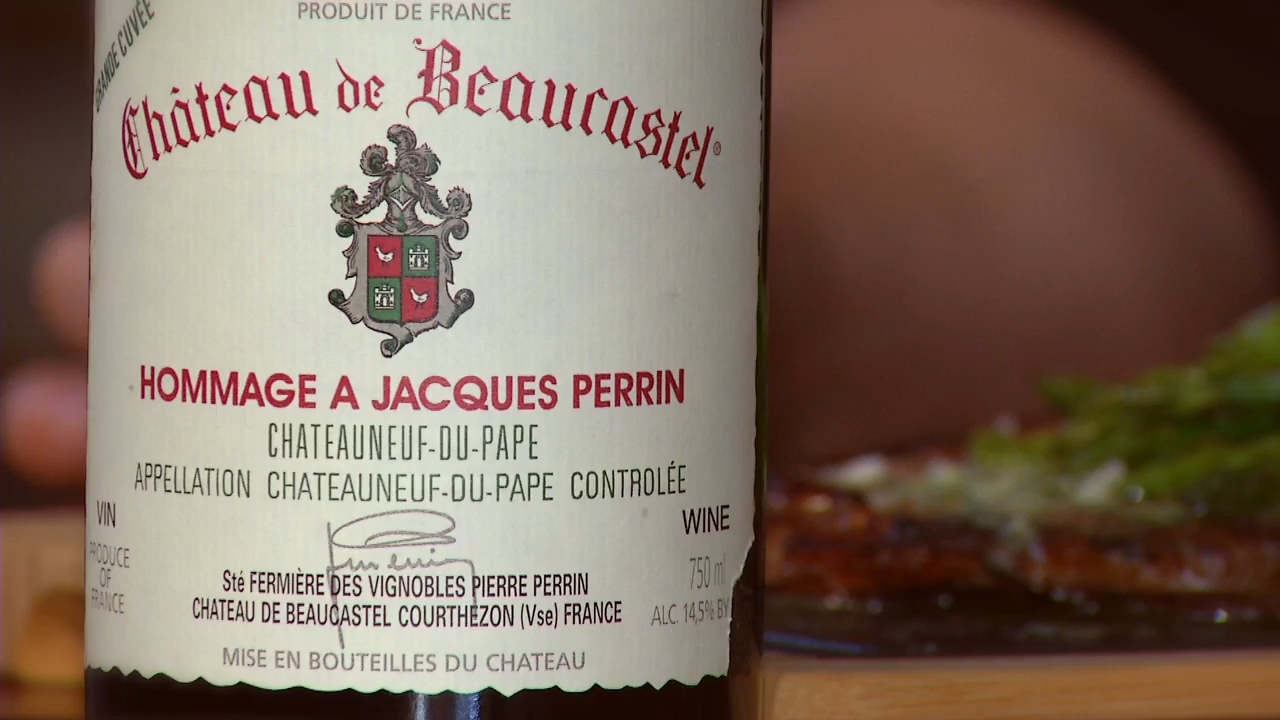 PRODUIT DE FRANCE
GRANDE CUVÉE
Château de Beaucastel®
HOMMAGE A JACQUES PERRIN
CHATEAUNEUF-DU-PAPE
APPELLATION CHATEAUNEUF-DU-PAPE CONTROLÉE
VIN
WINE
PRODUCE
OF
FRANCE
750 ml
ALC. 14,5% BY
Sté FERMIÈRE DES VIGNOBLES PIERRE PERRIN
CHATEAU DE BEAUCASTEL COURTHEZON (Vse) FRANCE
MISE EN BOUTEILLES DU CHATEAU